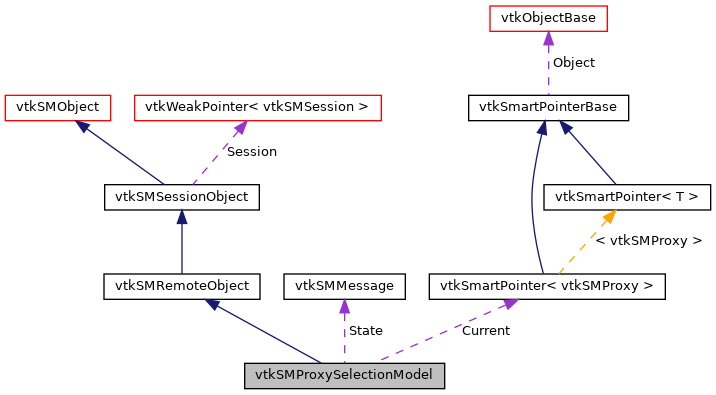 vtkObjectBase
Object
vtkSMObject
vtkWeakPointer< vtkSMSession >
vtkSmartPointerBase
Session
vtkSMSessionObject
vtkSmartPointer< T >
< vtkSMProxy >
vtkSMRemoteObject
vtkSMMessage
vtkSmartPointer< vtkSMProxy >
State
Current
vtkSMProxySelectionModel